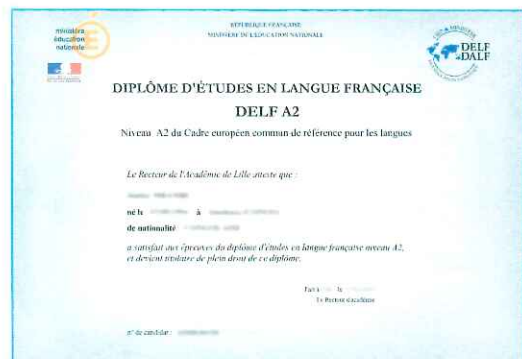 ministère
éducation
nationale
RÉPUBLIQUE FRANÇAISE
MINISTÈRE DE L'ÉDUCATION NATIONALE
DELF
DALF
DIPLÔME D'ÉTUDES EN LANGUE FRANÇAISE
DELF A2
Niveau A2 du Cadre européen commun de référence pour les langues
Le Recteur de l'Académie de Lille atteste que :
né le à
de nationalité
a satisfait aux épreuves du diplôme d'études en langue française niveau A2,
et devient titulaire de plein droit de ce diplôme.
Fait à le
Le Recteur d'académie
n° de candidat :